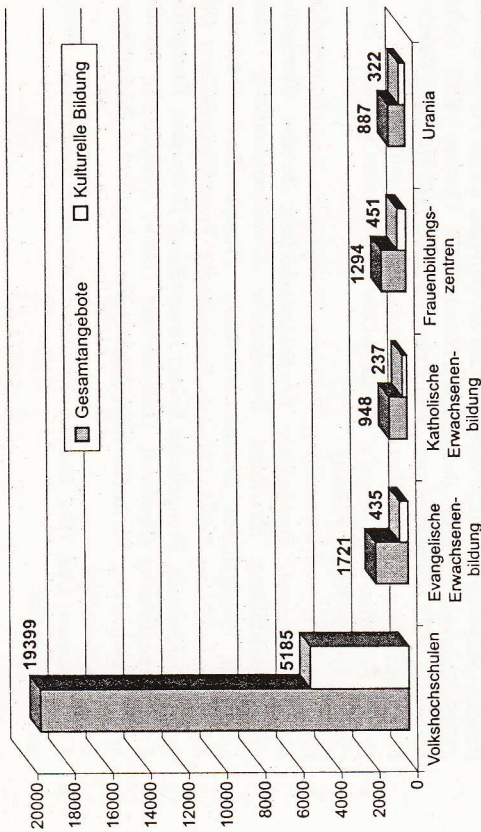 Gesamtangebote
Kulturelle Bildung
20000
18000
16000
14000
12000
10000
8000
6000
4000
2000
0
19399
5185
1721
435
948
237
1294
451
887
322
Volkshochschulen
Evangelische
Erwachsenen-
bildung
Katholische
Erwachsenen-
bildung
Frauenbildungs-
zentren
Urania